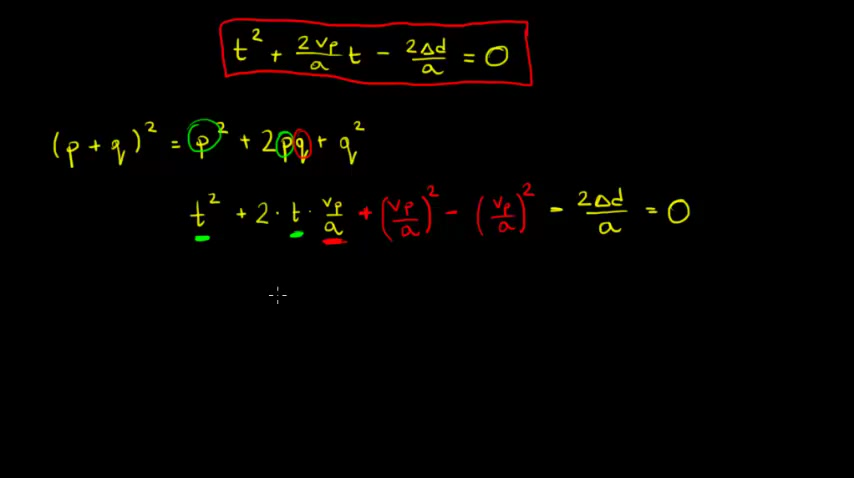 t² + 2vₚ/a t − 2Δd/a = 0
(p + q)² = p² + 2pq + q²
t² + 2 · t · vₚ/a + (vₚ/a)² − (vₚ/a)² − 2Δd/a = 0